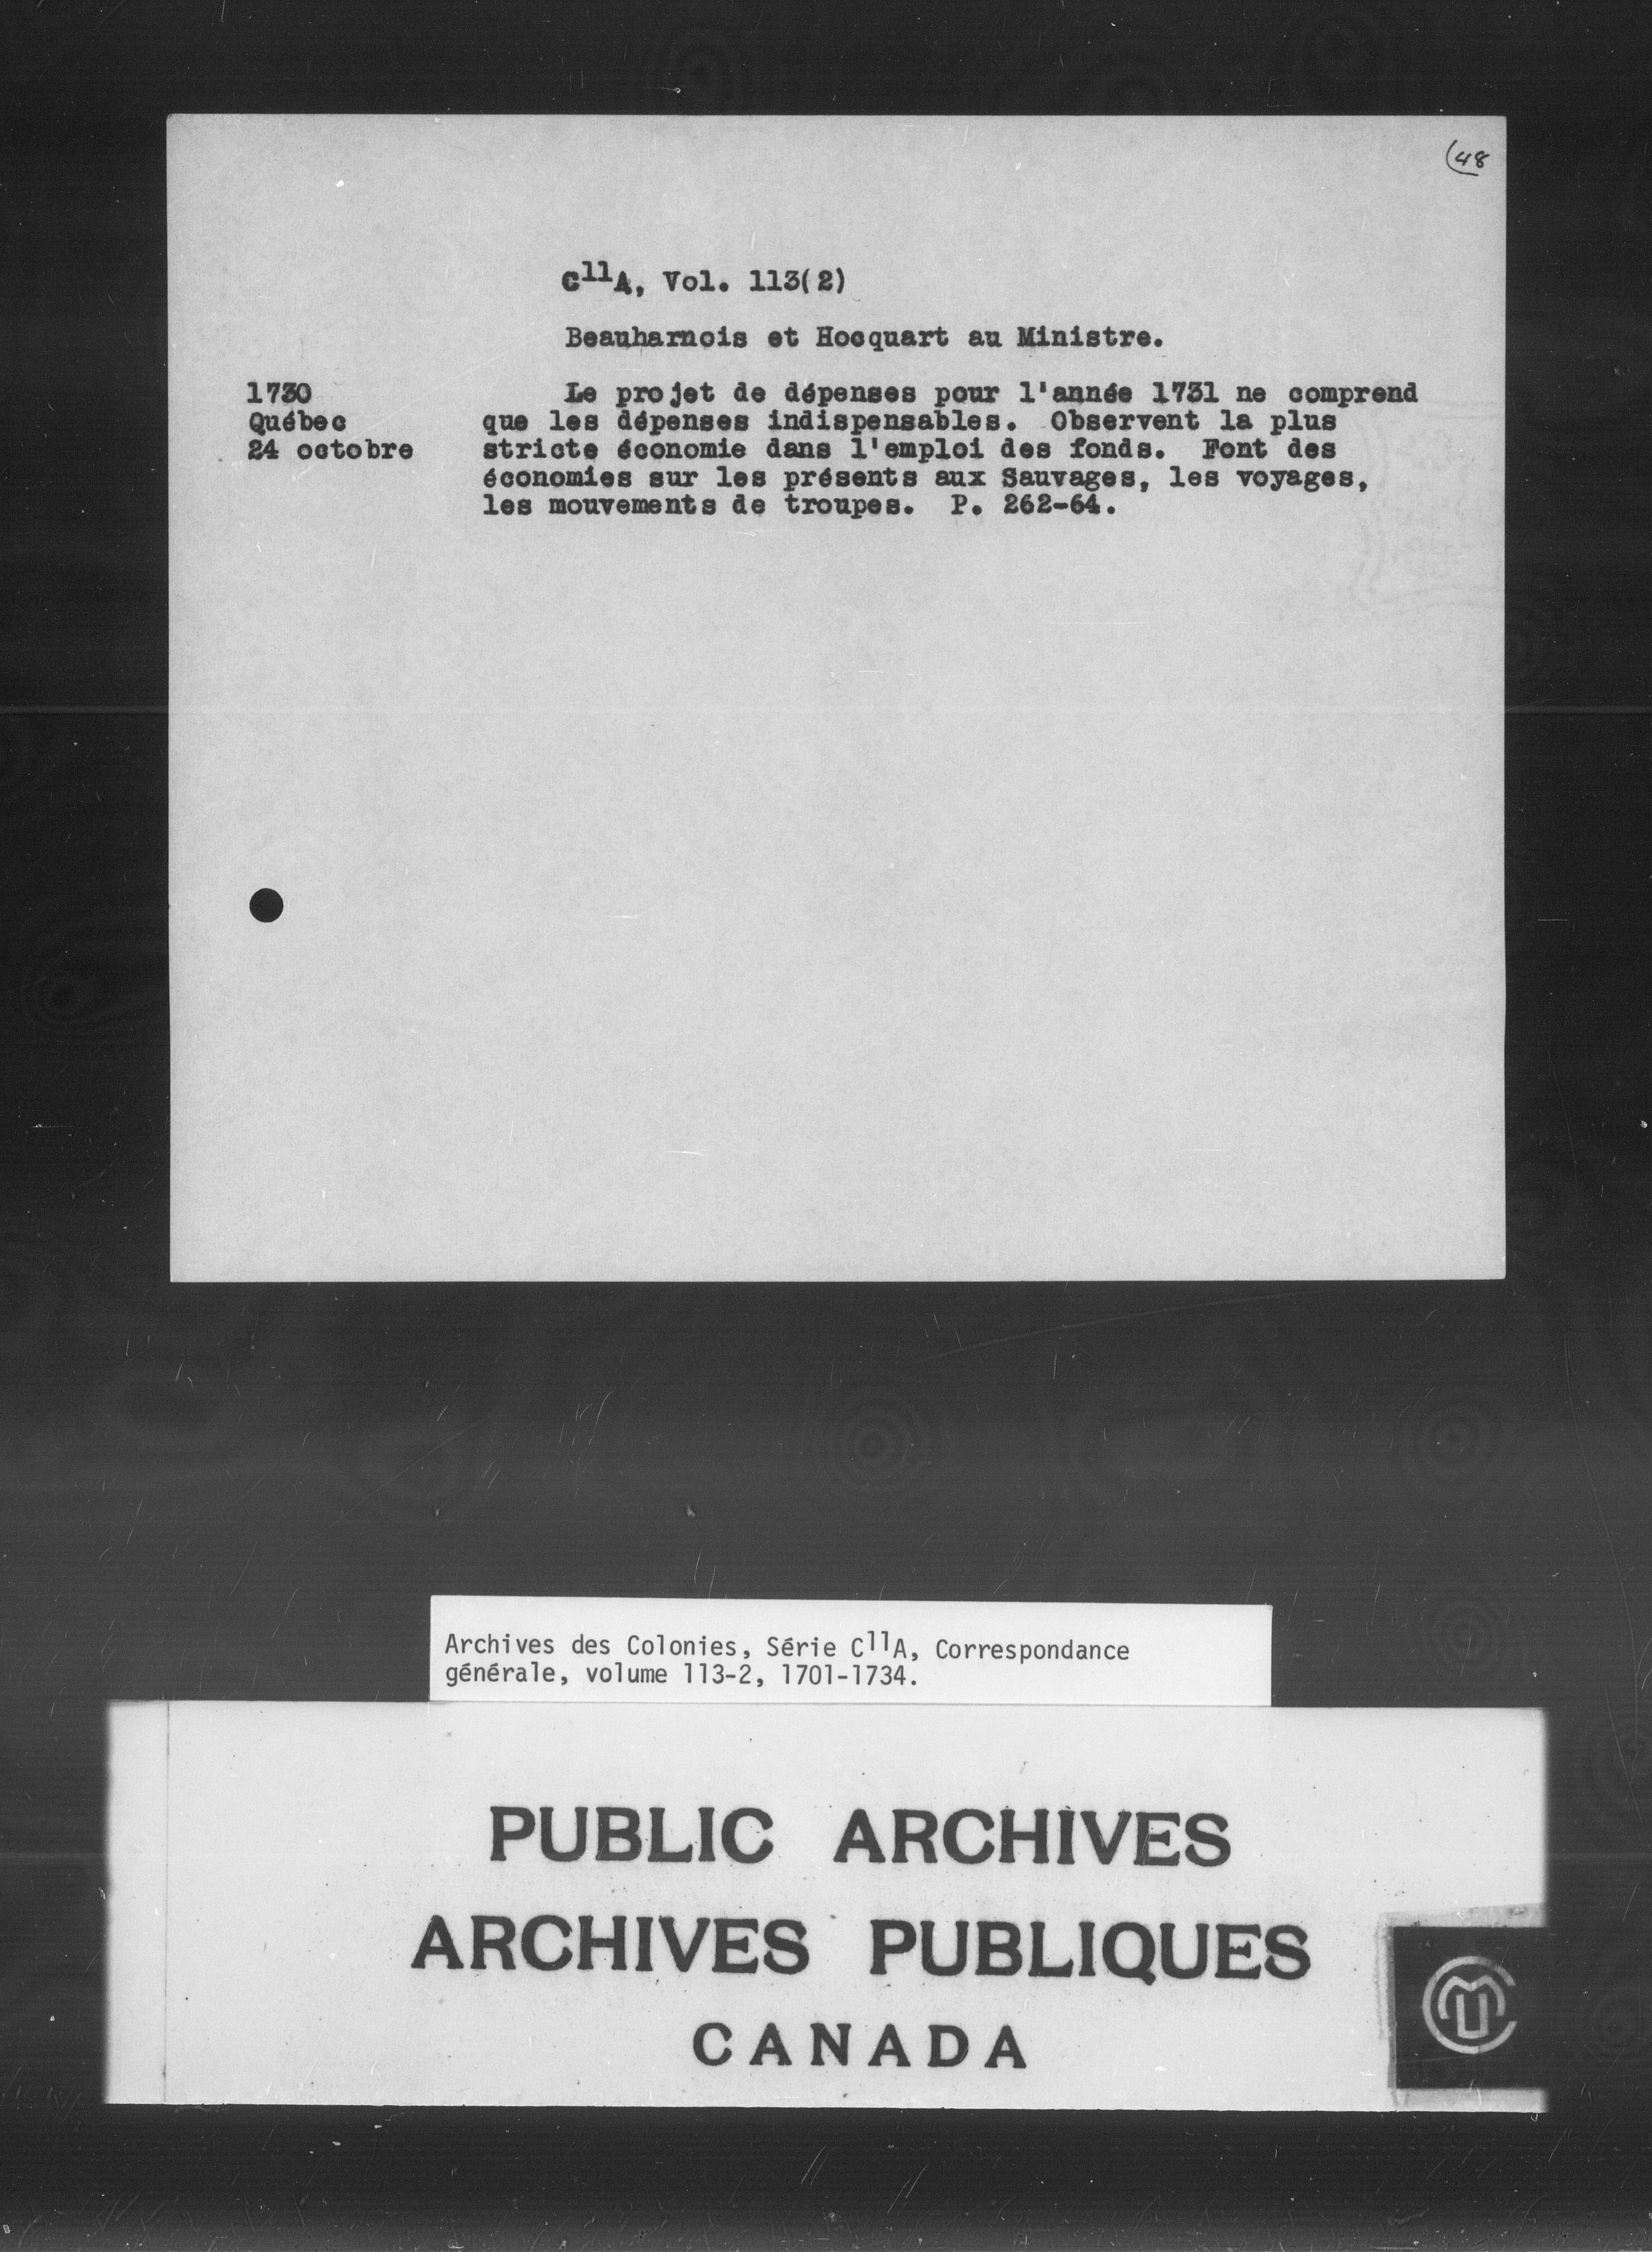 (48
C11A, Vol. 113(2)
Beauharnois et Hocquart au Ministre.
1730
Québec
24 octobre
Le projet de dépenses pour l'année 1731 ne comprend
que les dépenses indispensables. Observent la plus
stricte économie dans l'emploi des fonds. Font des
économies sur les présents aux Sauvages, les voyages,
les mouvements de troupes. P. 262-64.
Archives des Colonies, Série C11A, Correspondance
générale, volume 113-2, 1701-1734.
PUBLIC ARCHIVES
ARCHIVES PUBLIQUES
CANADA